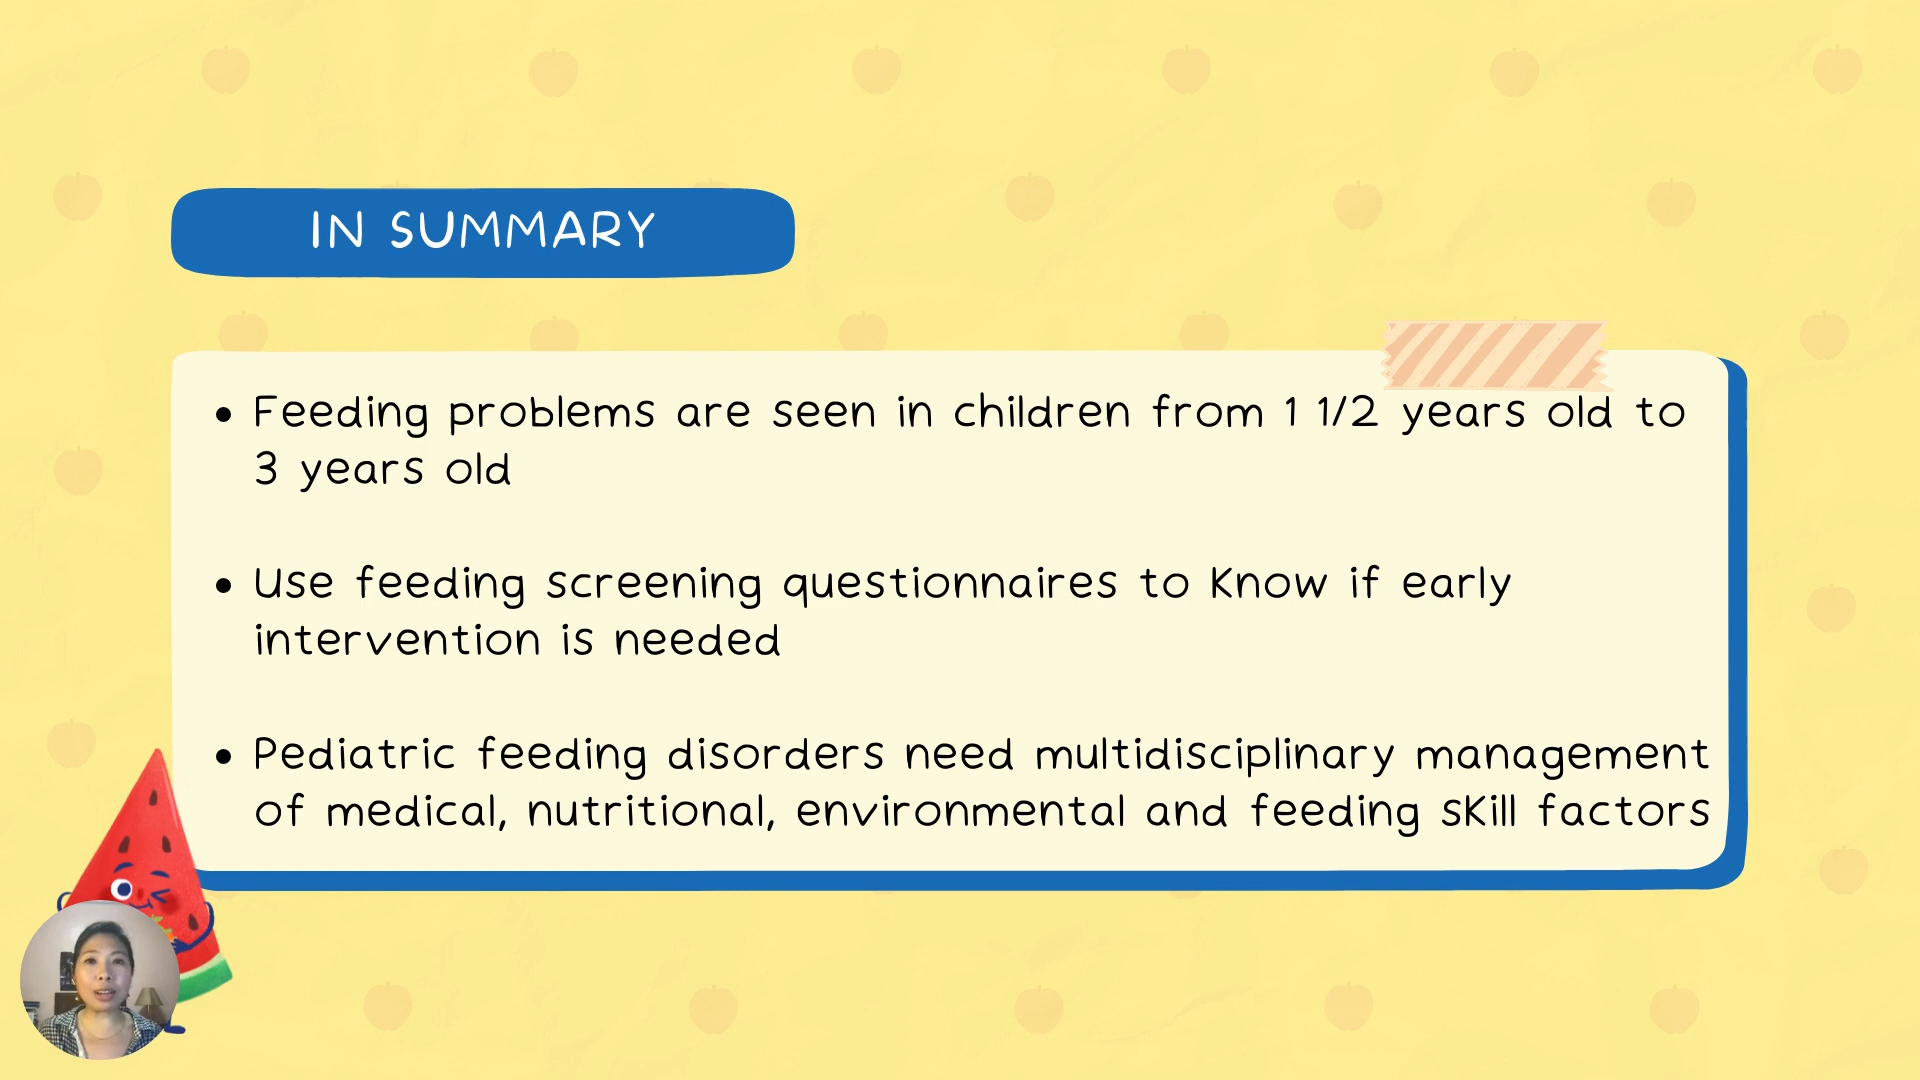 IN SUMMARY
• Feeding problems are seen in children from 1 1/2 years old to
3 years old
• Use feeding screening questionnaires to know if early
intervention is needed
• Pediatric feeding disorders need multidisciplinary management
of medical, nutritional, environmental and feeding skill factors